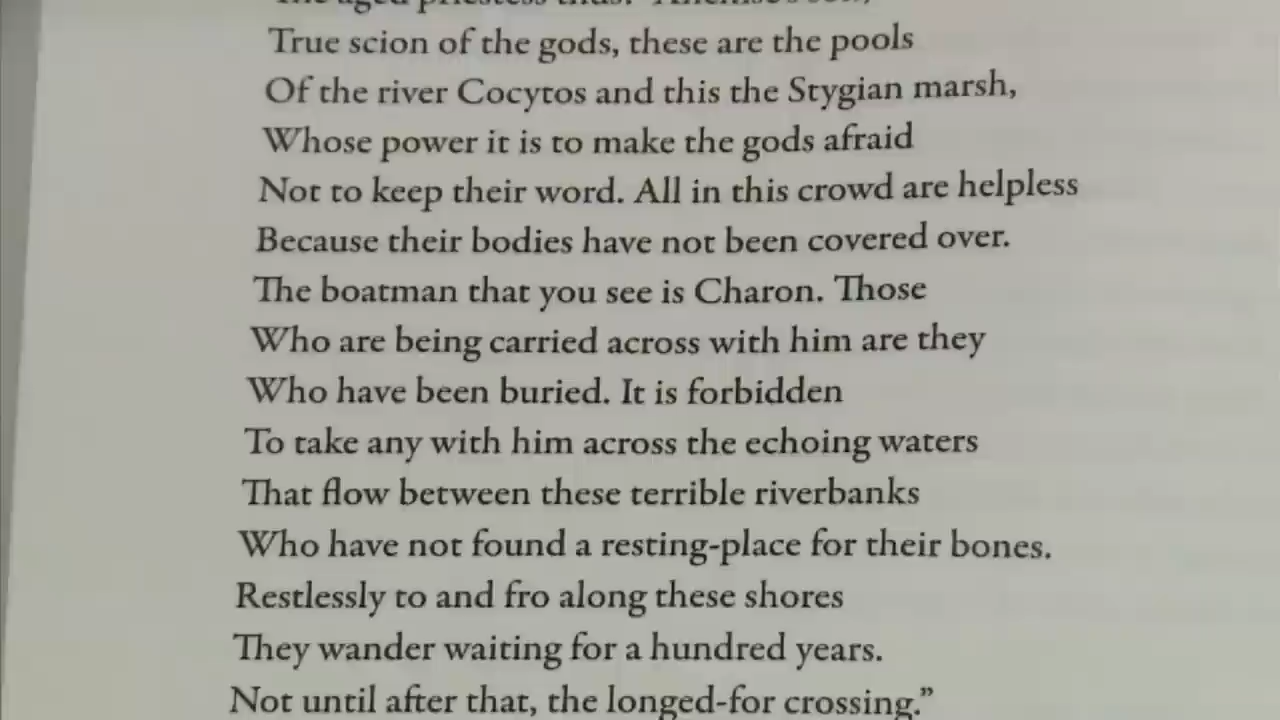 The aged priestess thus: "Anchises's son,
True scion of the gods, these are the pools
Of the river Cocytos and this the Stygian marsh,
Whose power it is to make the gods afraid
Not to keep their word. All in this crowd are helpless
Because their bodies have not been covered over.
The boatman that you see is Charon. Those
Who are being carried across with him are they
Who have been buried. It is forbidden
To take any with him across the echoing waters
That flow between these terrible riverbanks
Who have not found a resting-place for their bones.
Restlessly to and fro along these shores
They wander waiting for a hundred years.
Not until after that, the longed-for crossing."